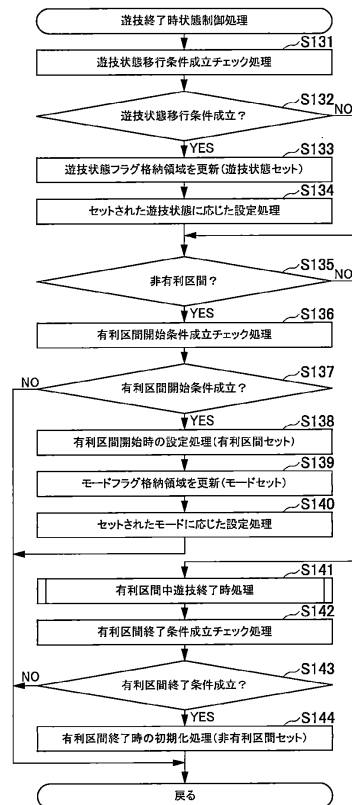 遊技終了時状態制御処理
S131
遊技状態移行条件成立チェック処理
S132
遊技状態移行条件成立？
NO
YES
S133
遊技状態フラグ格納領域を更新(遊技状態セット)
S134
セットされた遊技状態に応じた設定処理
S135
非有利区間？
NO
YES
S136
有利区間開始条件成立チェック処理
S137
NO
有利区間開始条件成立？
YES
S138
有利区間開始時の設定処理(有利区間セット)
S139
モードフラグ格納領域を更新(モードセット)
S140
セットされたモードに応じた設定処理
S141
有利区間中遊技終了時処理
S142
有利区間終了条件成立チェック処理
S143
NO
有利区間終了条件成立？
YES
S144
有利区間終了時の初期化処理(非有利区間セット)
戻る